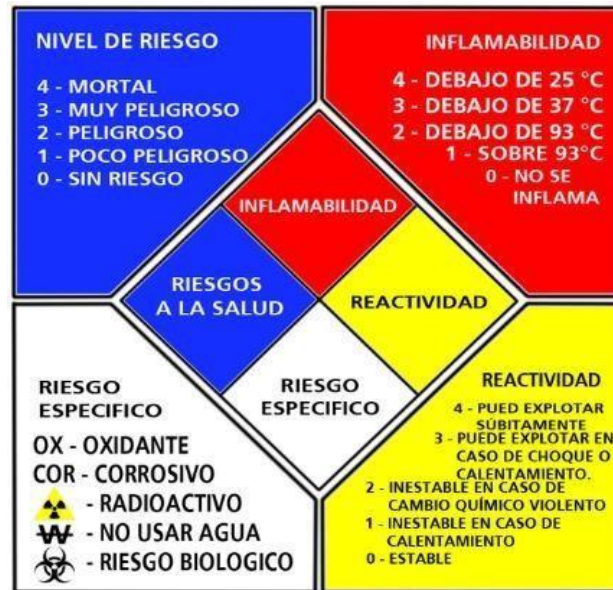 NIVEL DE RIESGO
4 - MORTAL
3 - MUY PELIGROSO
2 - PELIGROSO
1 - POCO PELIGROSO
0 - SIN RIESGO
INFLAMABILIDAD
4 - DEBAJO DE 25 °C
3 - DEBAJO DE 37 °C
2 - DEBAJO DE 93 °C
1 - SOBRE 93°C
0 - NO SE
INFLAMA
INFLAMABILIDAD
RIESGOS
A LA SALUD
REACTIVIDAD
RIESGO
ESPECIFICO
RIESGO
ESPECIFICO
OX - OXIDANTE
COR - CORROSIVO
- RADIOACTIVO
W - NO USAR AGUA
- RIESGO BIOLOGICO
REACTIVIDAD
4 - PUED EXPLOTAR
SÚBITAMENTE
3 - PUEDE EXPLOTAR EN
CASO DE CHOQUE O
CALENTAMIENTO.
2 - INESTABLE EN CASO DE
CAMBIO QUÍMICO VIOLENTO
1 - INESTABLE EN CASO DE
CALENTAMIENTO
0 - ESTABLE